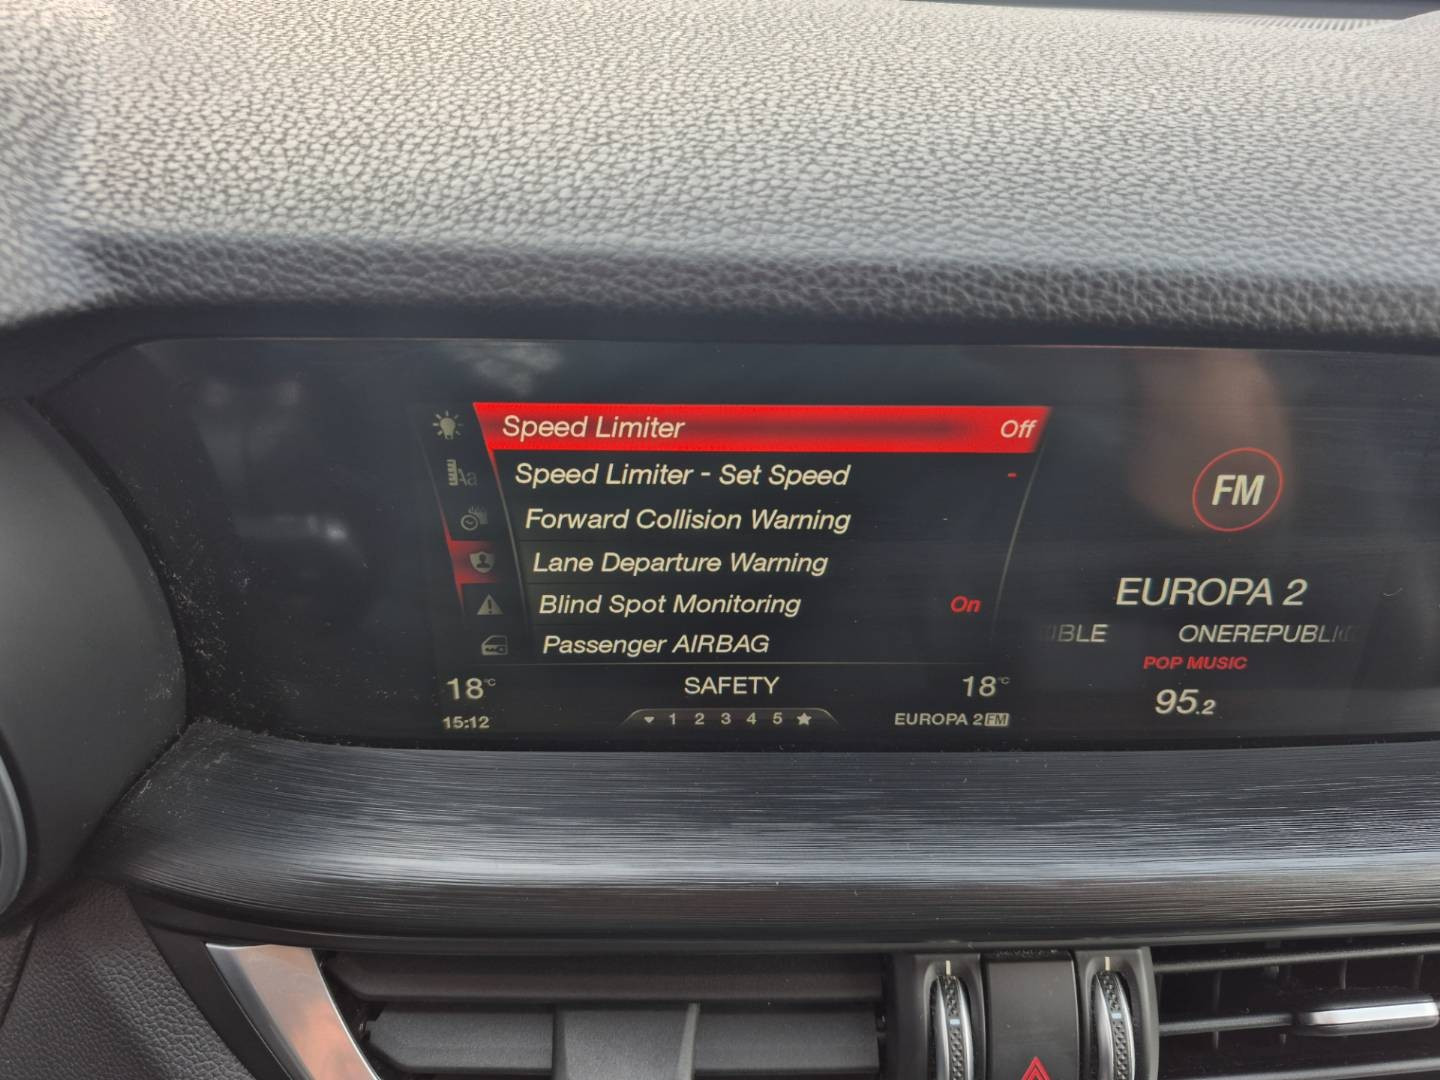 Speed Limiter Off
Speed Limiter - Set Speed -
Forward Collision Warning
Lane Departure Warning
Blind Spot Monitoring On
Passenger AIRBAG
18°C SAFETY 18°C
15:12 1 2 3 4 5 EUROPA 2 FM
FM
EUROPA 2
ONEREPUBLI
POP MUSIC
95.2